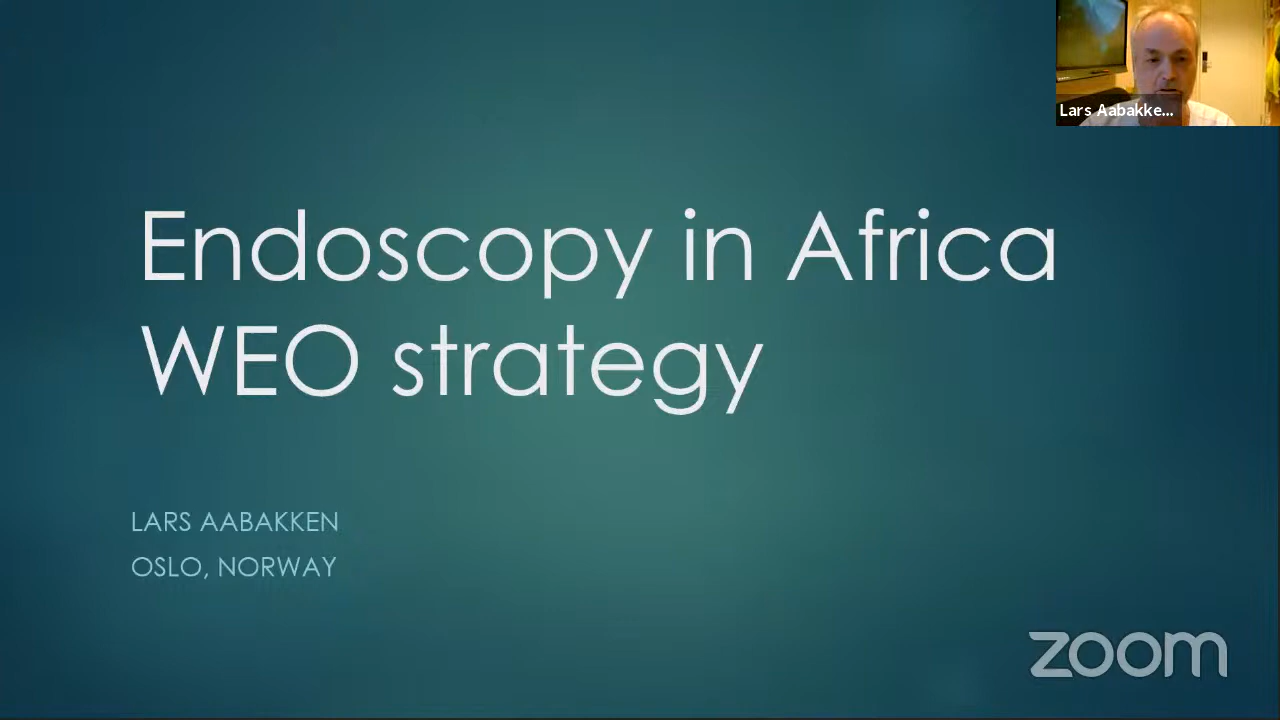 Lars Aabakke...
Endoscopy in Africa
WEO strategy
LARS AABAKKEN
OSLO, NORWAY
zoom